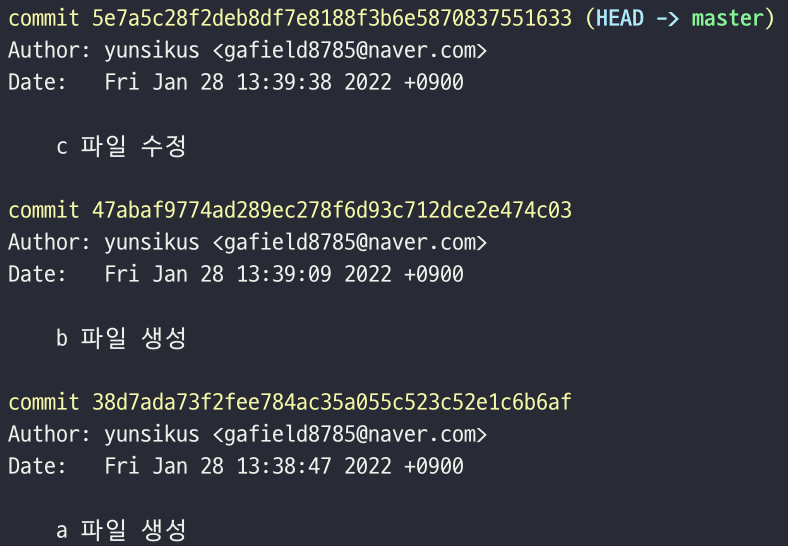 commit 5e7a5c28f2deb8df7e8188f3b6e5870837551633 (HEAD -> master)
Author: yunsikus <gafield8785@naver.com>
Date:   Fri Jan 28 13:39:38 2022 +0900
c 파일 수정
commit 47abaf9774ad289ec278f6d93c712dce2e474c03
Author: yunsikus <gafield8785@naver.com>
Date:   Fri Jan 28 13:39:09 2022 +0900
b 파일 생성
commit 38d7ada73f2fee784ac35a055c523c52e1c6b6af
Author: yunsikus <gafield8785@naver.com>
Date:   Fri Jan 28 13:38:47 2022 +0900
a 파일 생성